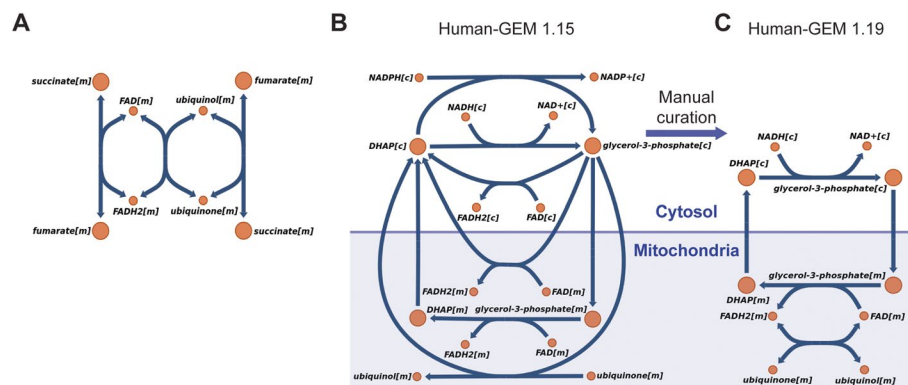 A
succinate[m]
fumarate[m]
FAD[m]
ubiquinol[m]
FADH2[m]
ubiquinone[m]
fumarate[m]
succinate[m]
B
Human-GEM 1.15
NADPH[c]
NADP+[c]
NADH[c]
NAD+[c]
DHAP[c]
glycerol-3-phosphate[c]
FADH2[c]
FAD[c]
FADH2[m]
FAD[m]
DHAP[m]
glycerol-3-phosphate[m]
FADH2[m]
FAD[m]
ubiquinol[m]
ubiquinone[m]
Manual
curation
Cytosol
Mitochondria
C
Human-GEM 1.19
NADH[c]
NAD+[c]
DHAP[c]
glycerol-3-phosphate[c]
glycerol-3-phosphate[m]
DHAP[m]
FADH2[m]
FAD[m]
ubiquinone[m]
ubiquinol[m]